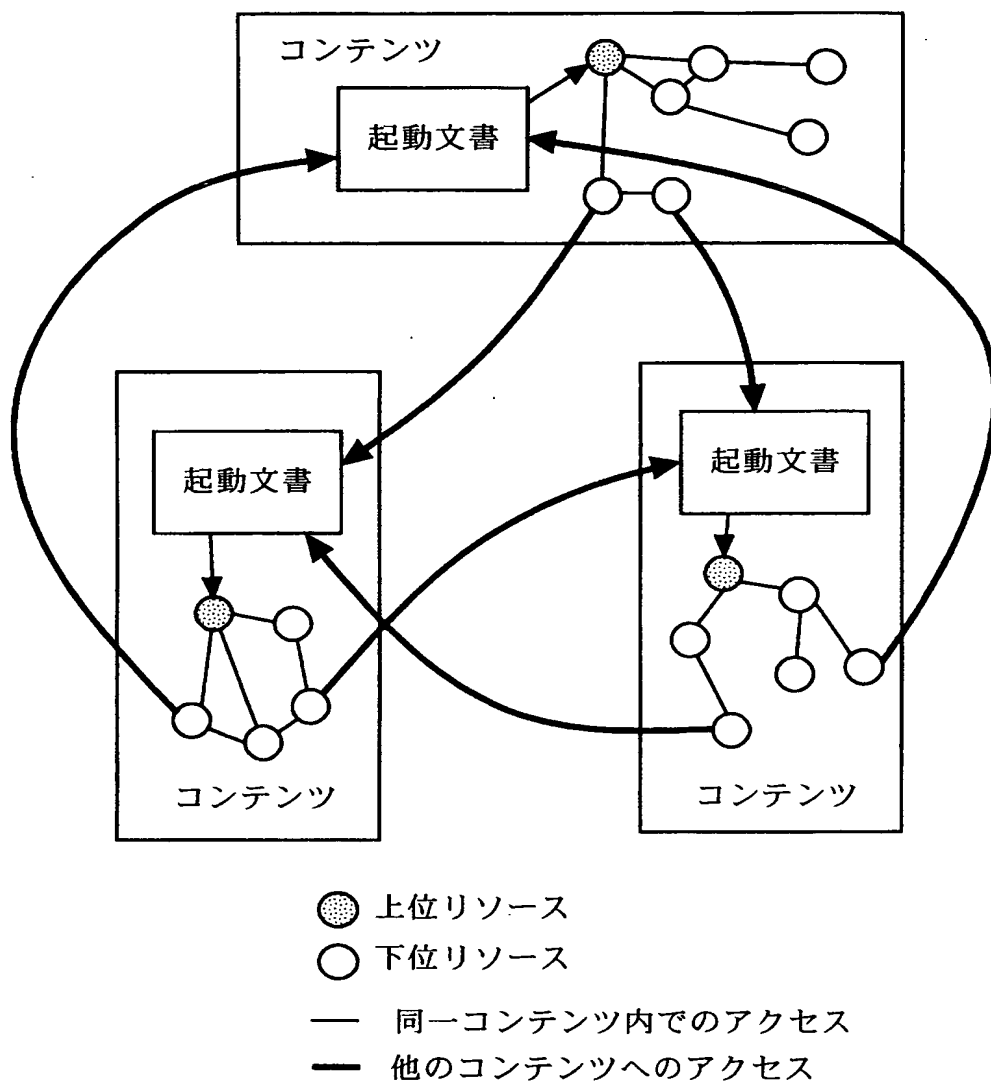 コンテンツ
起動文書
起動文書
起動文書
コンテンツ
コンテンツ
上位リソース
下位リソース
同一コンテンツ内でのアクセス
他のコンテンツへのアクセス